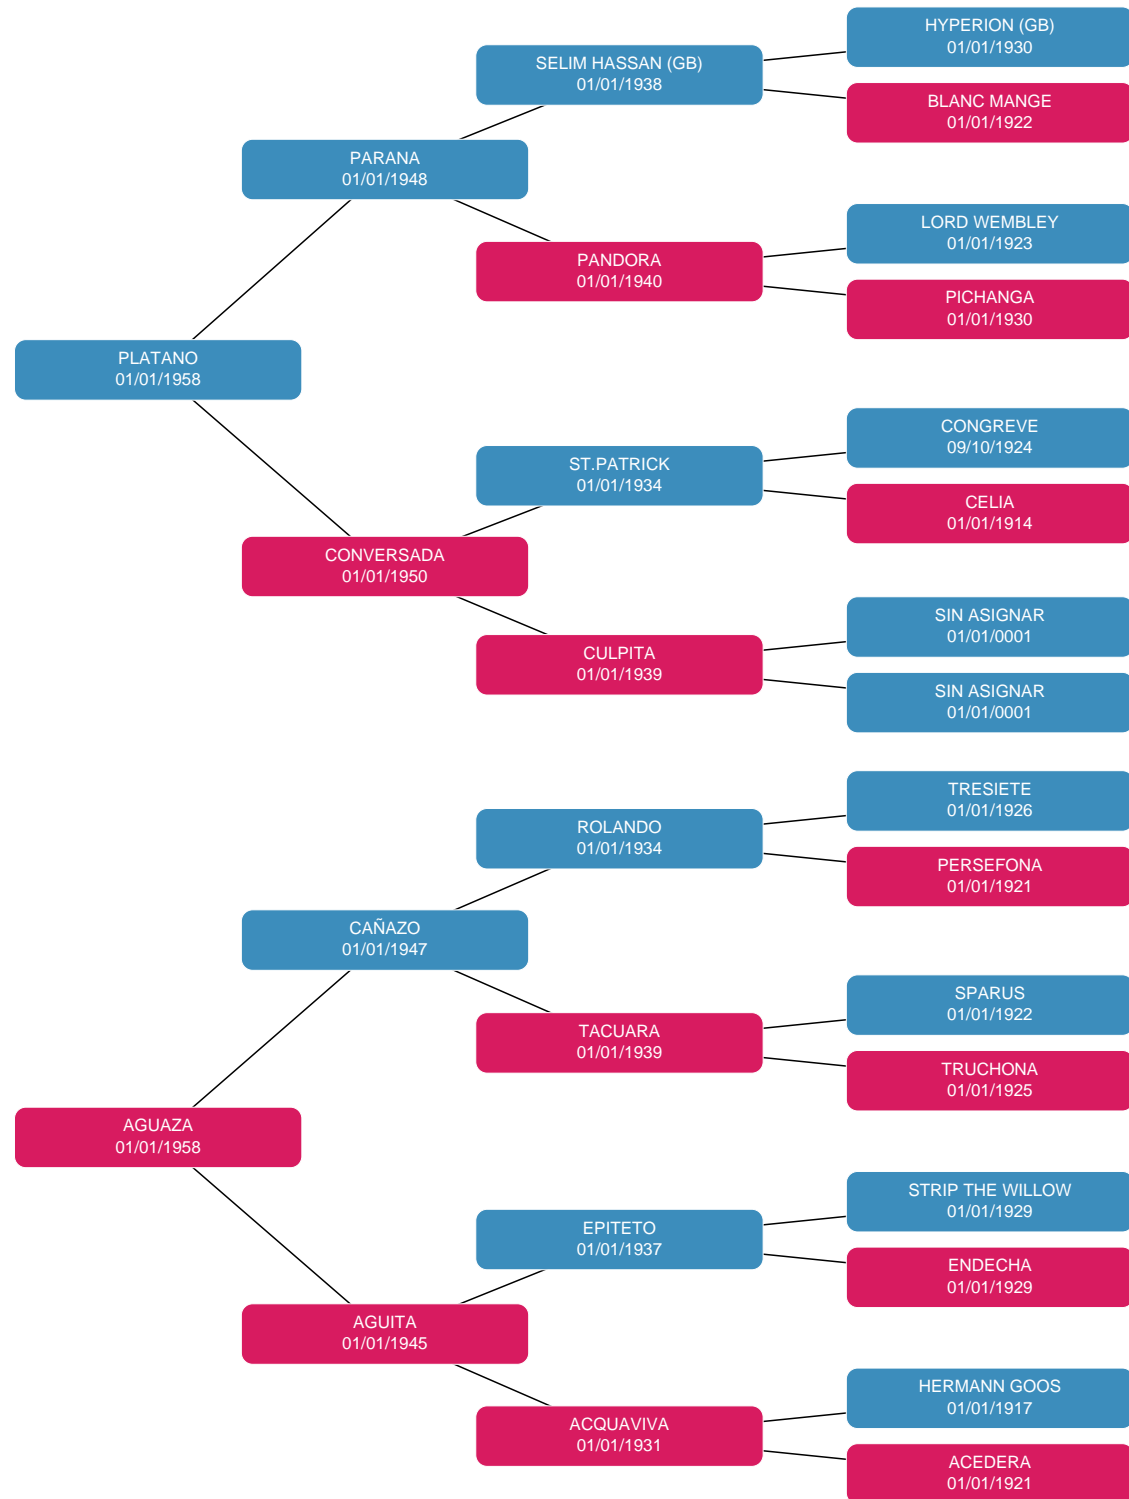 HYPERION (GB)
01/01/1930
SELIM HASSAN (GB)
01/01/1938
BLANC MANGE
01/01/1922
PARANA
01/01/1948
LORD WEMBLEY
01/01/1923
PANDORA
01/01/1940
PICHANGA
01/01/1930
PLATANO
01/01/1958
CONGREVE
09/10/1924
ST.PATRICK
01/01/1934
CELIA
01/01/1914
CONVERSADA
01/01/1950
SIN ASIGNAR
01/01/0001
CULPITA
01/01/1939
SIN ASIGNAR
01/01/0001
TRESIETE
01/01/1926
ROLANDO
01/01/1934
PERSEFONA
01/01/1921
CAÑAZO
01/01/1947
SPARUS
01/01/1922
TACUARA
01/01/1939
TRUCHONA
01/01/1925
AGUAZA
01/01/1958
STRIP THE WILLOW
01/01/1929
EPITETO
01/01/1937
ENDECHA
01/01/1929
AGUITA
01/01/1945
HERMANN GOOS
01/01/1917
ACQUAVIVA
01/01/1931
ACEDERA
01/01/1921